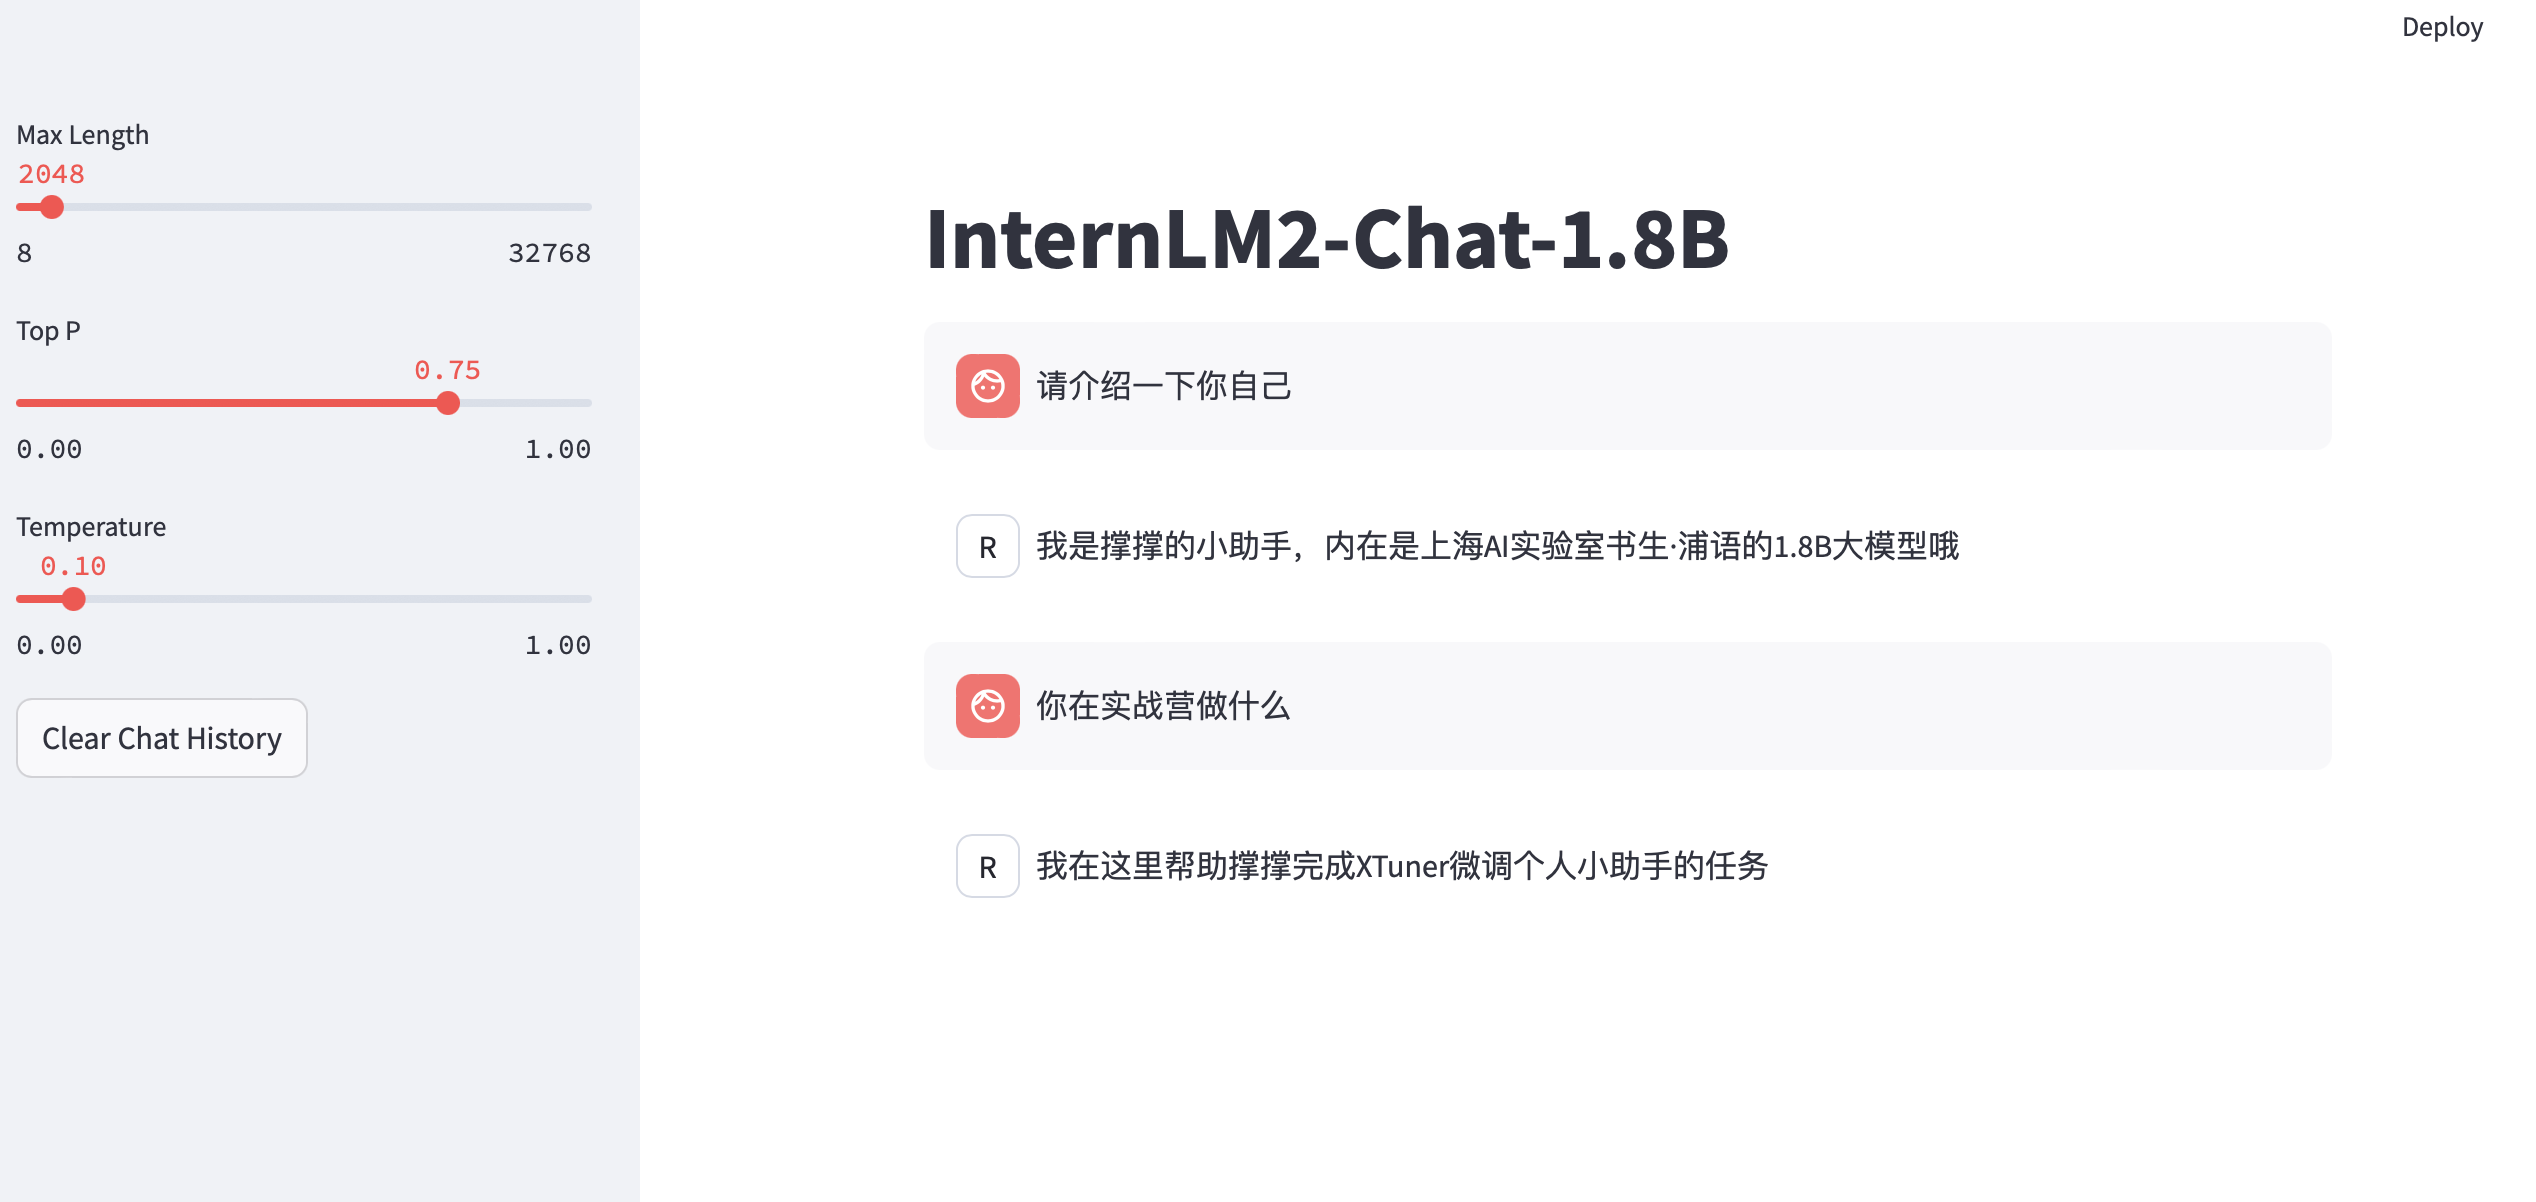 Deploy
Max Length
2048
8 32768
Top P
0.75
0.00 1.00
Temperature
0.10
0.00 1.00
Clear Chat History
InternLM2-Chat-1.8B
请介绍一下你自己
R 我是撑撑的小助手，内在是上海AI实验室书生·浦语的1.8B大模型哦
你在实战营做什么
R 我在这里帮助撑撑完成XTuner微调个人小助手的任务